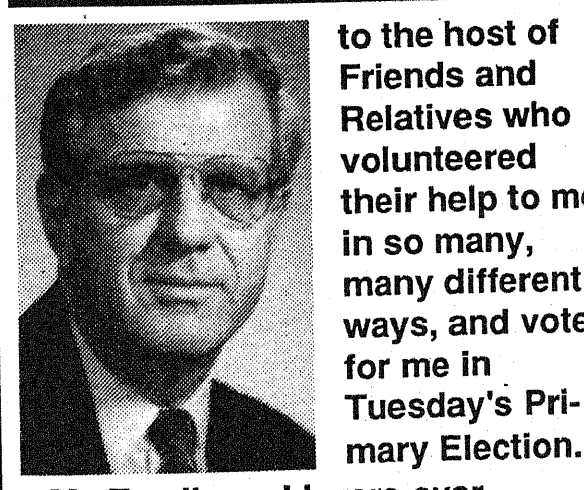 to the host of
Friends and
Relatives who
volunteered
their help to me
in so many,
many different
ways, and vote
for me in
Tuesday's Pri-
mary Election.